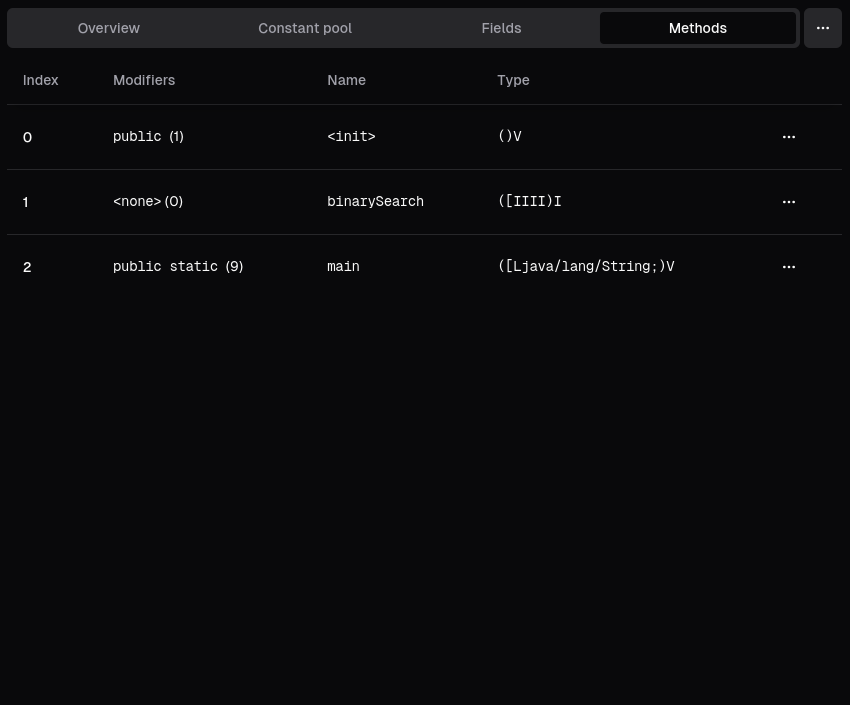 Overview Constant pool Fields Methods ...
Index Modifiers Name Type
0 public (1) <init> ()V ...
1 <none> (0) binarySearch ([IIII)I ...
2 public static (9) main ([Ljava/lang/String;)V ...